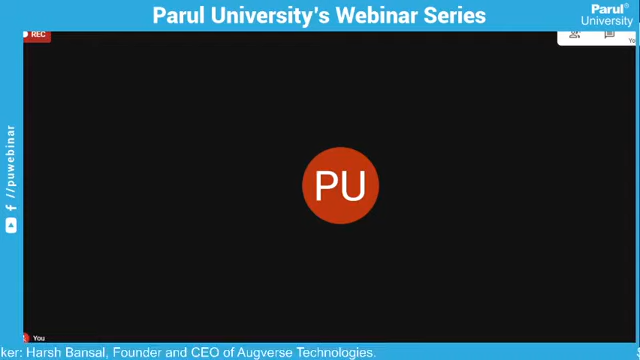 Parul University's Webinar Series
Parul
University
REC
Yo
PU
//puwebinar
You
ker: Harsh Bansal, Founder and CEO of Augverse Technologies.